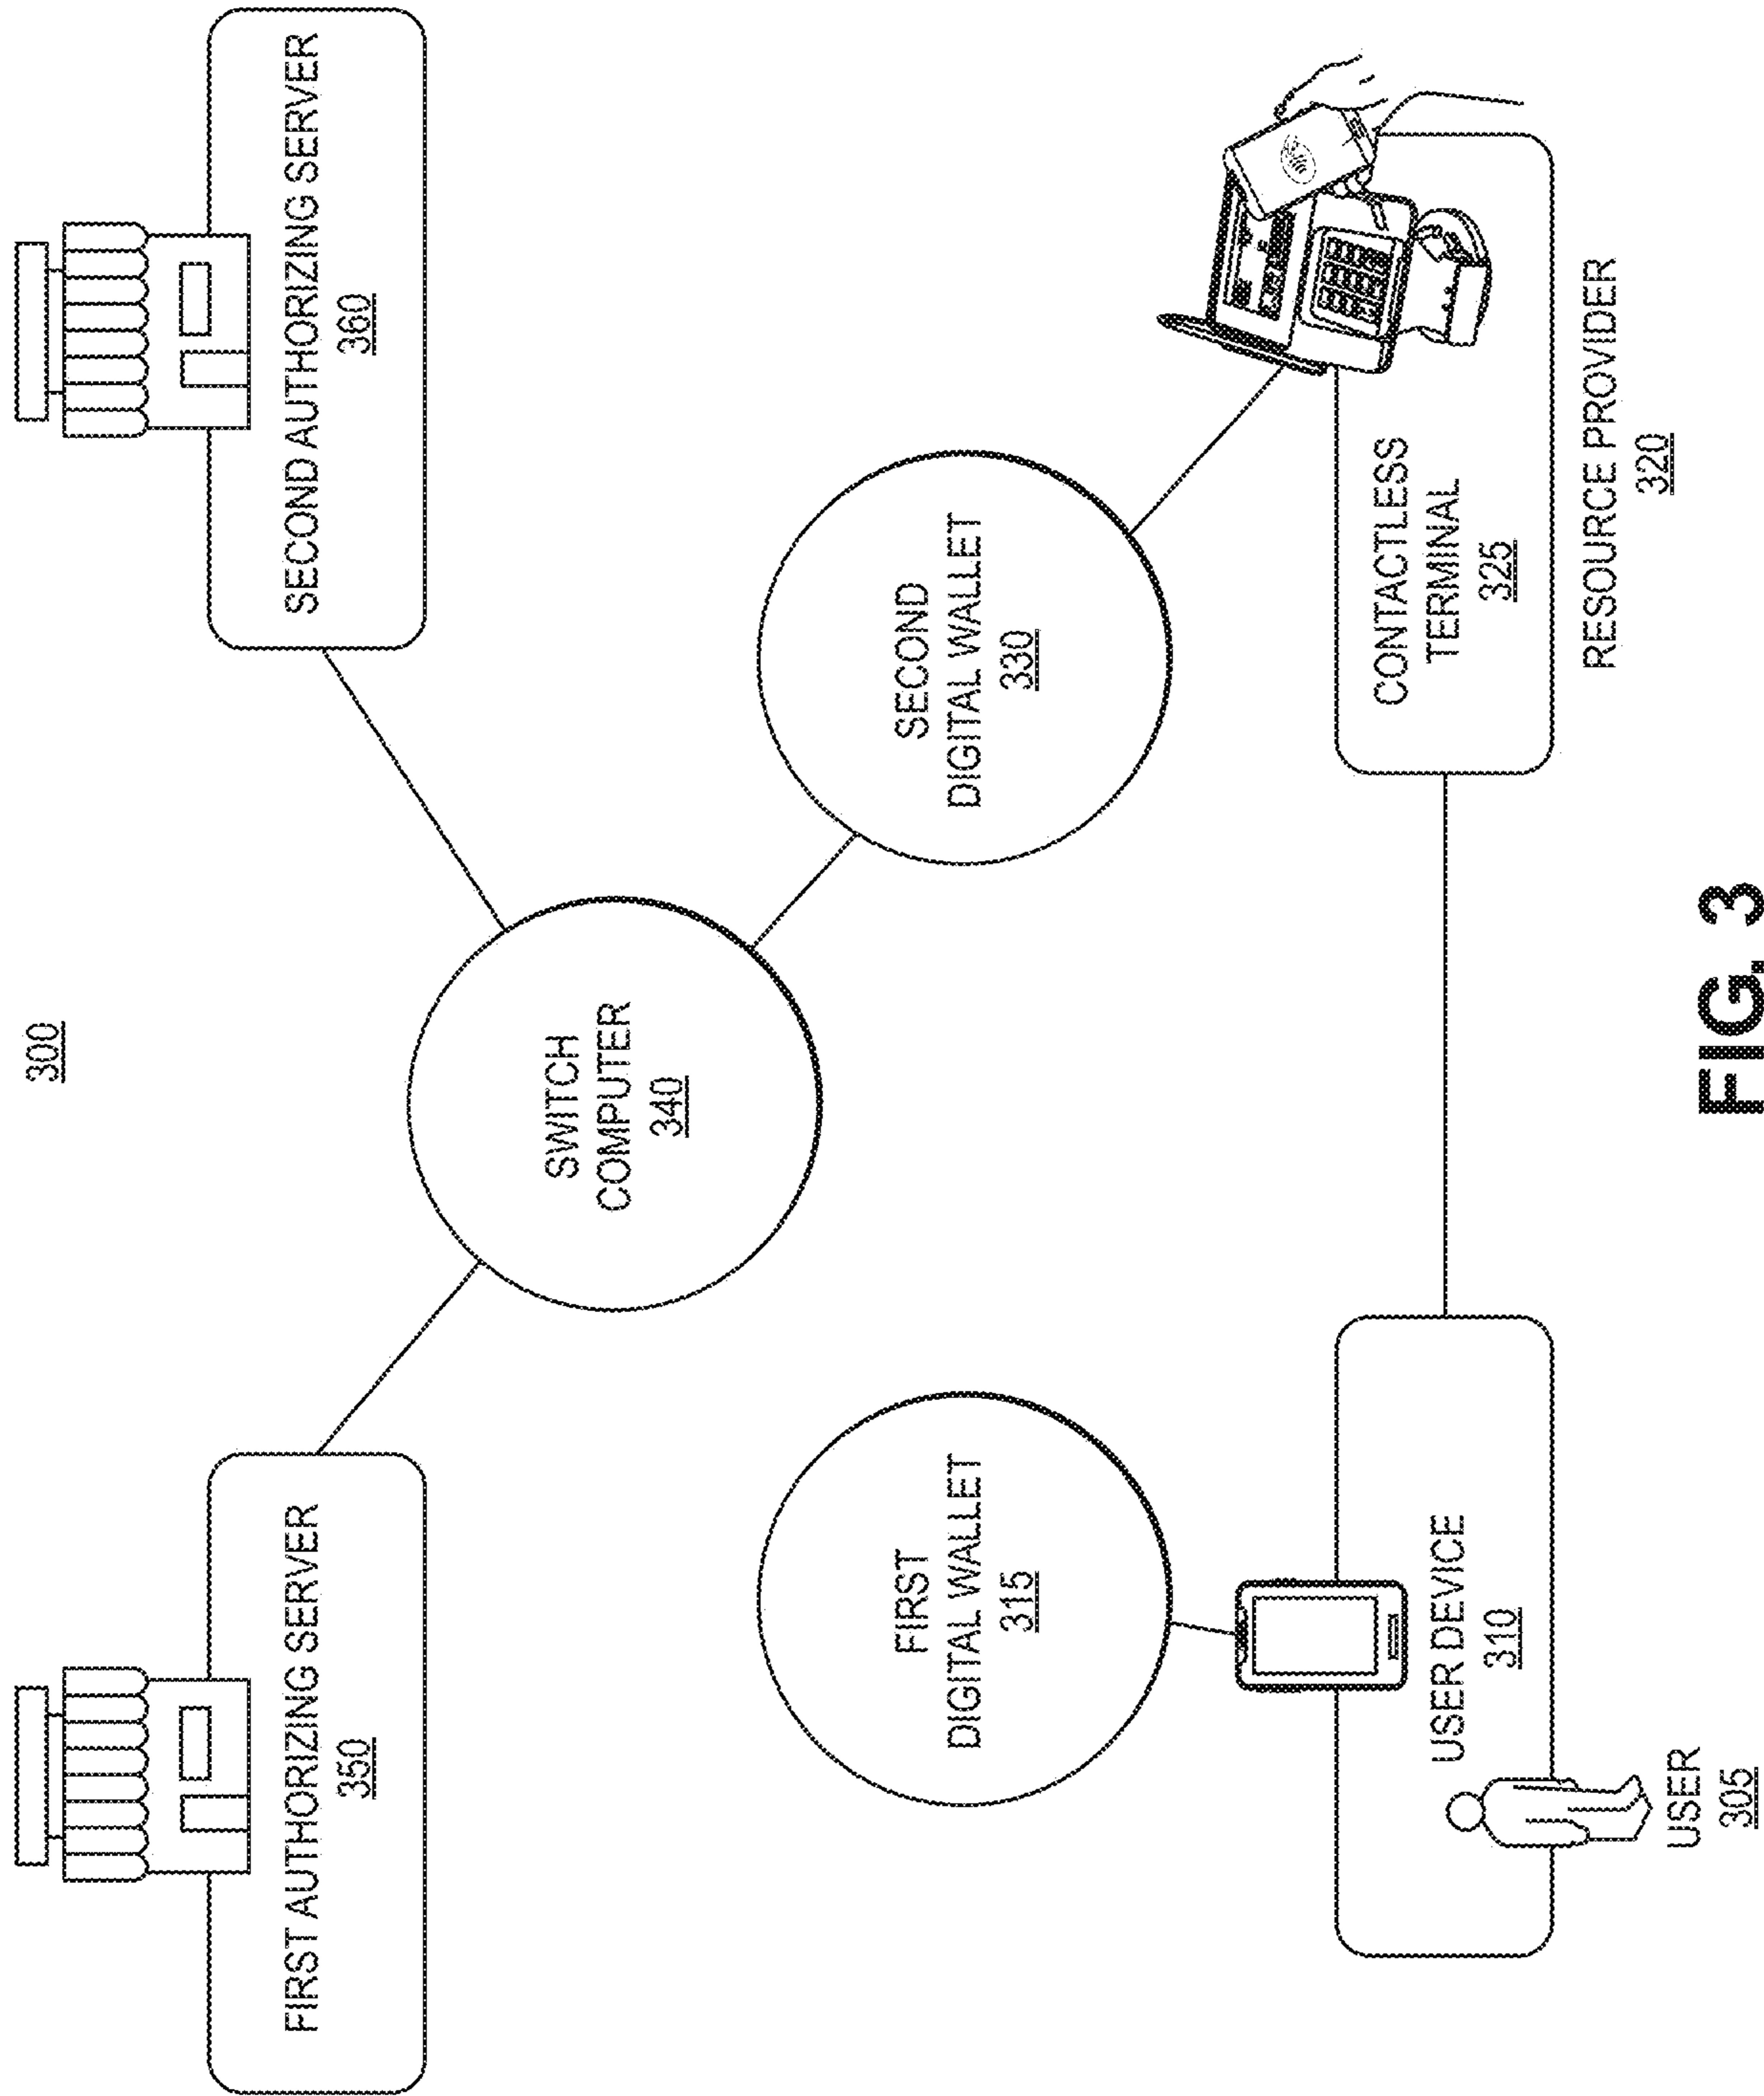 300
FIRST AUTHORIZING SERVER
350
SECOND AUTHORIZING SERVER
360
SWITCH
COMPUTER
340
FIRST
DIGITAL WALLET
315
SECOND
DIGITAL WALLET
330
USER DEVICE
310
CONTACTLESS
TERMINAL
325
USER
305
RESOURCE PROVIDER
320
FIG. 3